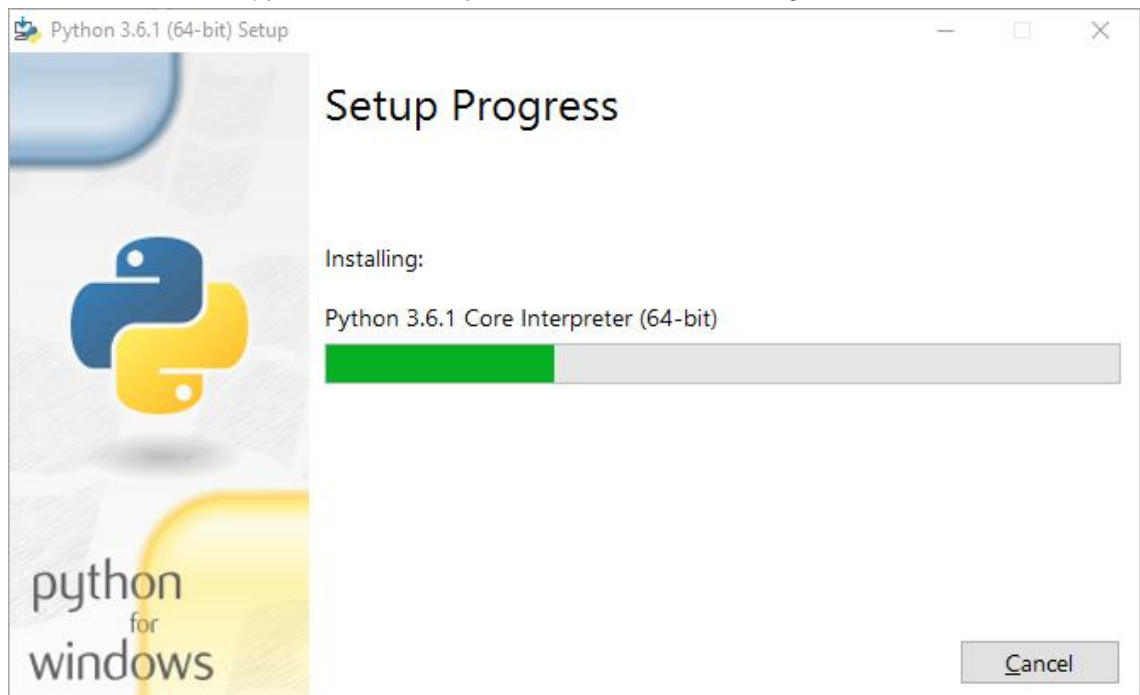 Python 3.6.1 (64-bit) Setup
Setup Progress
Installing:
Python 3.6.1 Core Interpreter (64-bit)
python
for
windows
Cancel